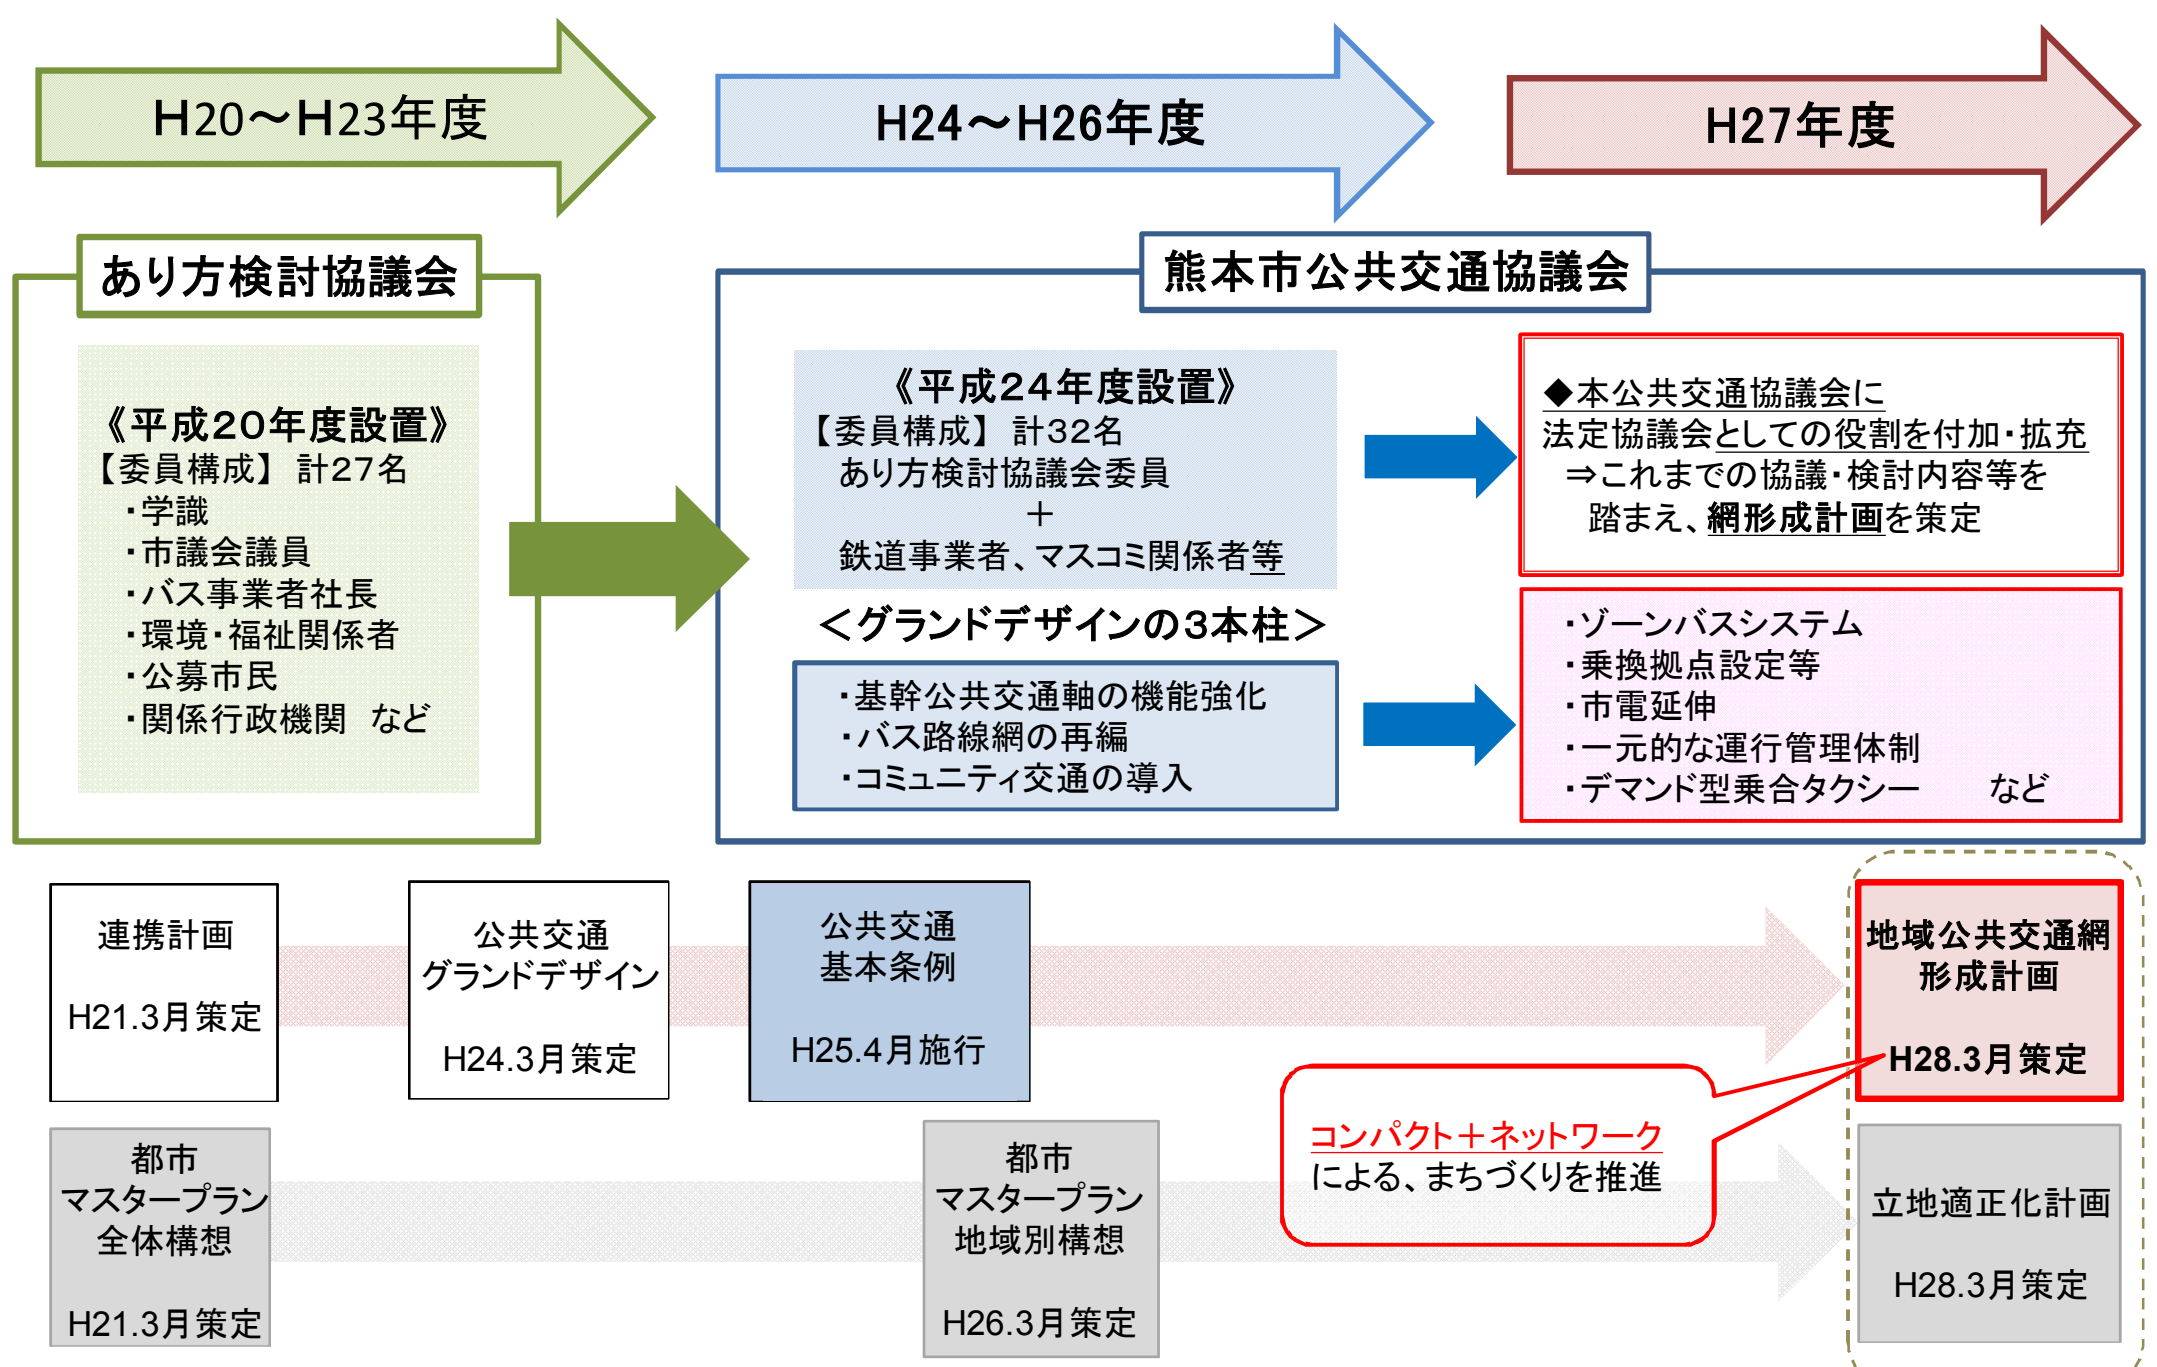 H20～H23年度
H24～H26年度
H27年度
あり方検討協議会
《平成20年度設置》
【委員構成】 計27名
・学識
・市議会議員
・バス事業者社長
・環境・福祉関係者
・公募市民
・関係行政機関　など
熊本市公共交通協議会
《平成24年度設置》
【委員構成】 計32名
あり方検討協議会委員
＋
鉄道事業者、マスコミ関係者等
＜グランドデザインの3本柱＞
・基幹公共交通軸の機能強化
・バス路線網の再編
・コミュニティ交通の導入
◆本公共交通協議会に
法定協議会としての役割を付加・拡充
⇒これまでの協議・検討内容等を
踏まえ、網形成計画を策定
・ゾーンバスシステム
・乗換拠点設定等
・市電延伸
・一元的な運行管理体制
・デマンド型乗合タクシー　　など
連携計画
H21.3月策定
公共交通
グランドデザイン
H24.3月策定
公共交通
基本条例
H25.4月施行
地域公共交通網
形成計画
H28.3月策定
コンパクト＋ネットワーク
による、まちづくりを推進
都市
マスタープラン
全体構想
H21.3月策定
都市
マスタープラン
地域別構想
H26.3月策定
立地適正化計画
H28.3月策定